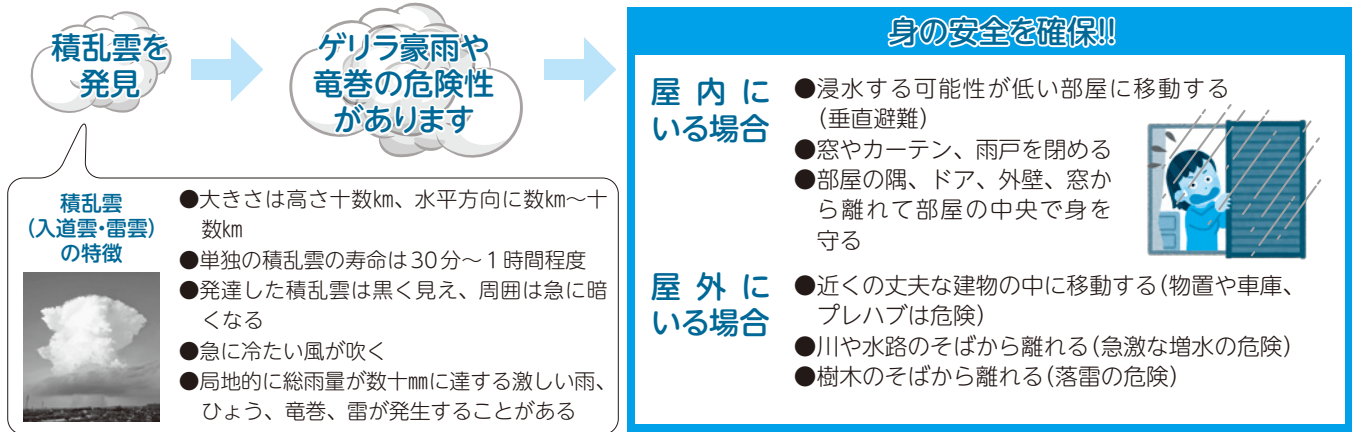 積乱雲を
発見
ゲリラ豪雨や
竜巻の危険性
があります
積乱雲
(入道雲・雷雲)
の特徴
●大きさは高さ十数㎞、水平方向に数㎞～十
数㎞
●単独の積乱雲の寿命は30分～１時間程度
●発達した積乱雲は黒く見え、周囲は急に暗
くなる
●急に冷たい風が吹く
●局地的に総雨量が数十㎜に達する激しい雨、
ひょう、竜巻、雷が発生することがある
身の安全を確保!!
屋内に
いる場合
●浸水する可能性が低い部屋に移動する
(垂直避難)
●窓やカーテン、雨戸を閉める
●部屋の隅、ドア、外壁、窓か
ら離れて部屋の中央で身を
守る
屋外に
いる場合
●近くの丈夫な建物の中に移動する(物置や車庫、
プレハブは危険)
●川や水路のそばから離れる(急激な増水の危険)
●樹木のそばから離れる(落雷の危険)